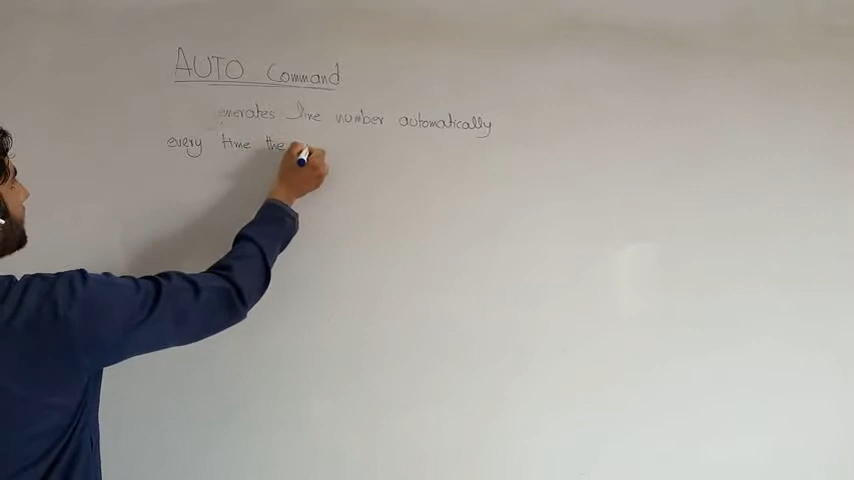 AUTO Command
enerates line number automatically
every time the